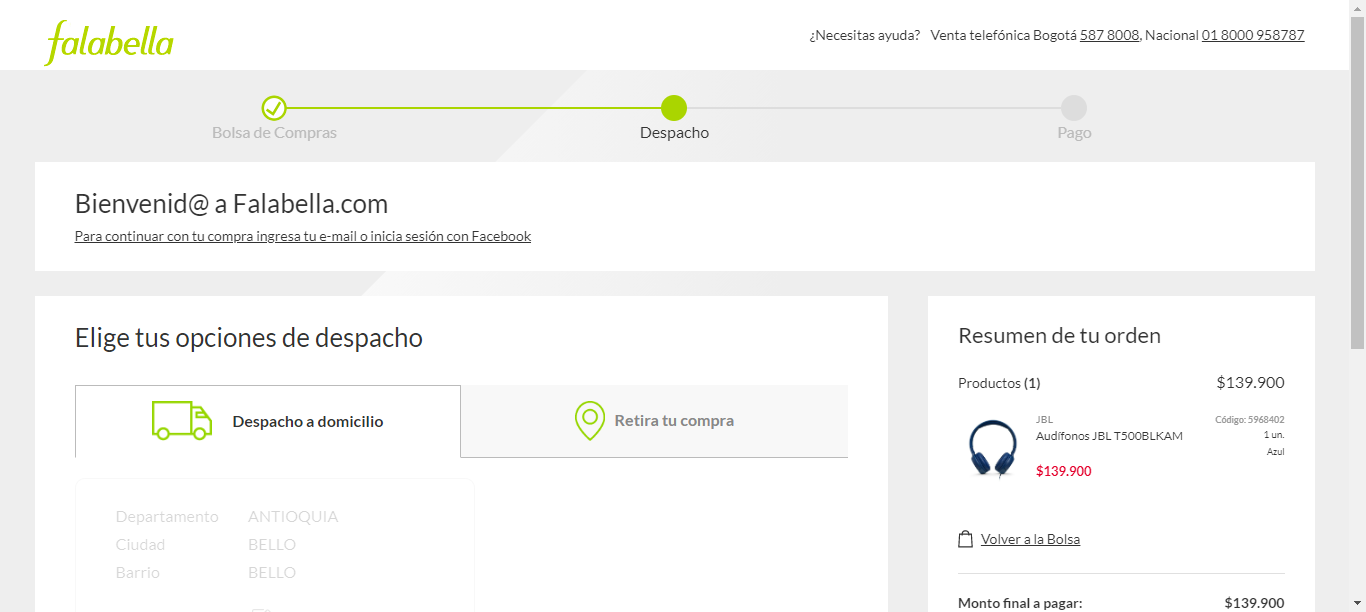 falabella
¿Necesitas ayuda? Venta telefónica Bogotá 587 8008, Nacional 01 8000 958787
Bolsa de Compras
Despacho
Pago
Bienvenid@ a Falabella.com
Para continuar con tu compra ingresa tu e-mail o inicia sesión con Facebook
Elige tus opciones de despacho
Despacho a domicilio
Retira tu compra
Departamento ANTIOQUIA
Ciudad BELLO
Barrio BELLO
Resumen de tu orden
Productos (1) $139.900
JBL Código: 5968402
Audífonos JBL T500BLKAM 1 un.
Azul
$139.900
Volver a la Bolsa
Monto final a pagar: $139.900